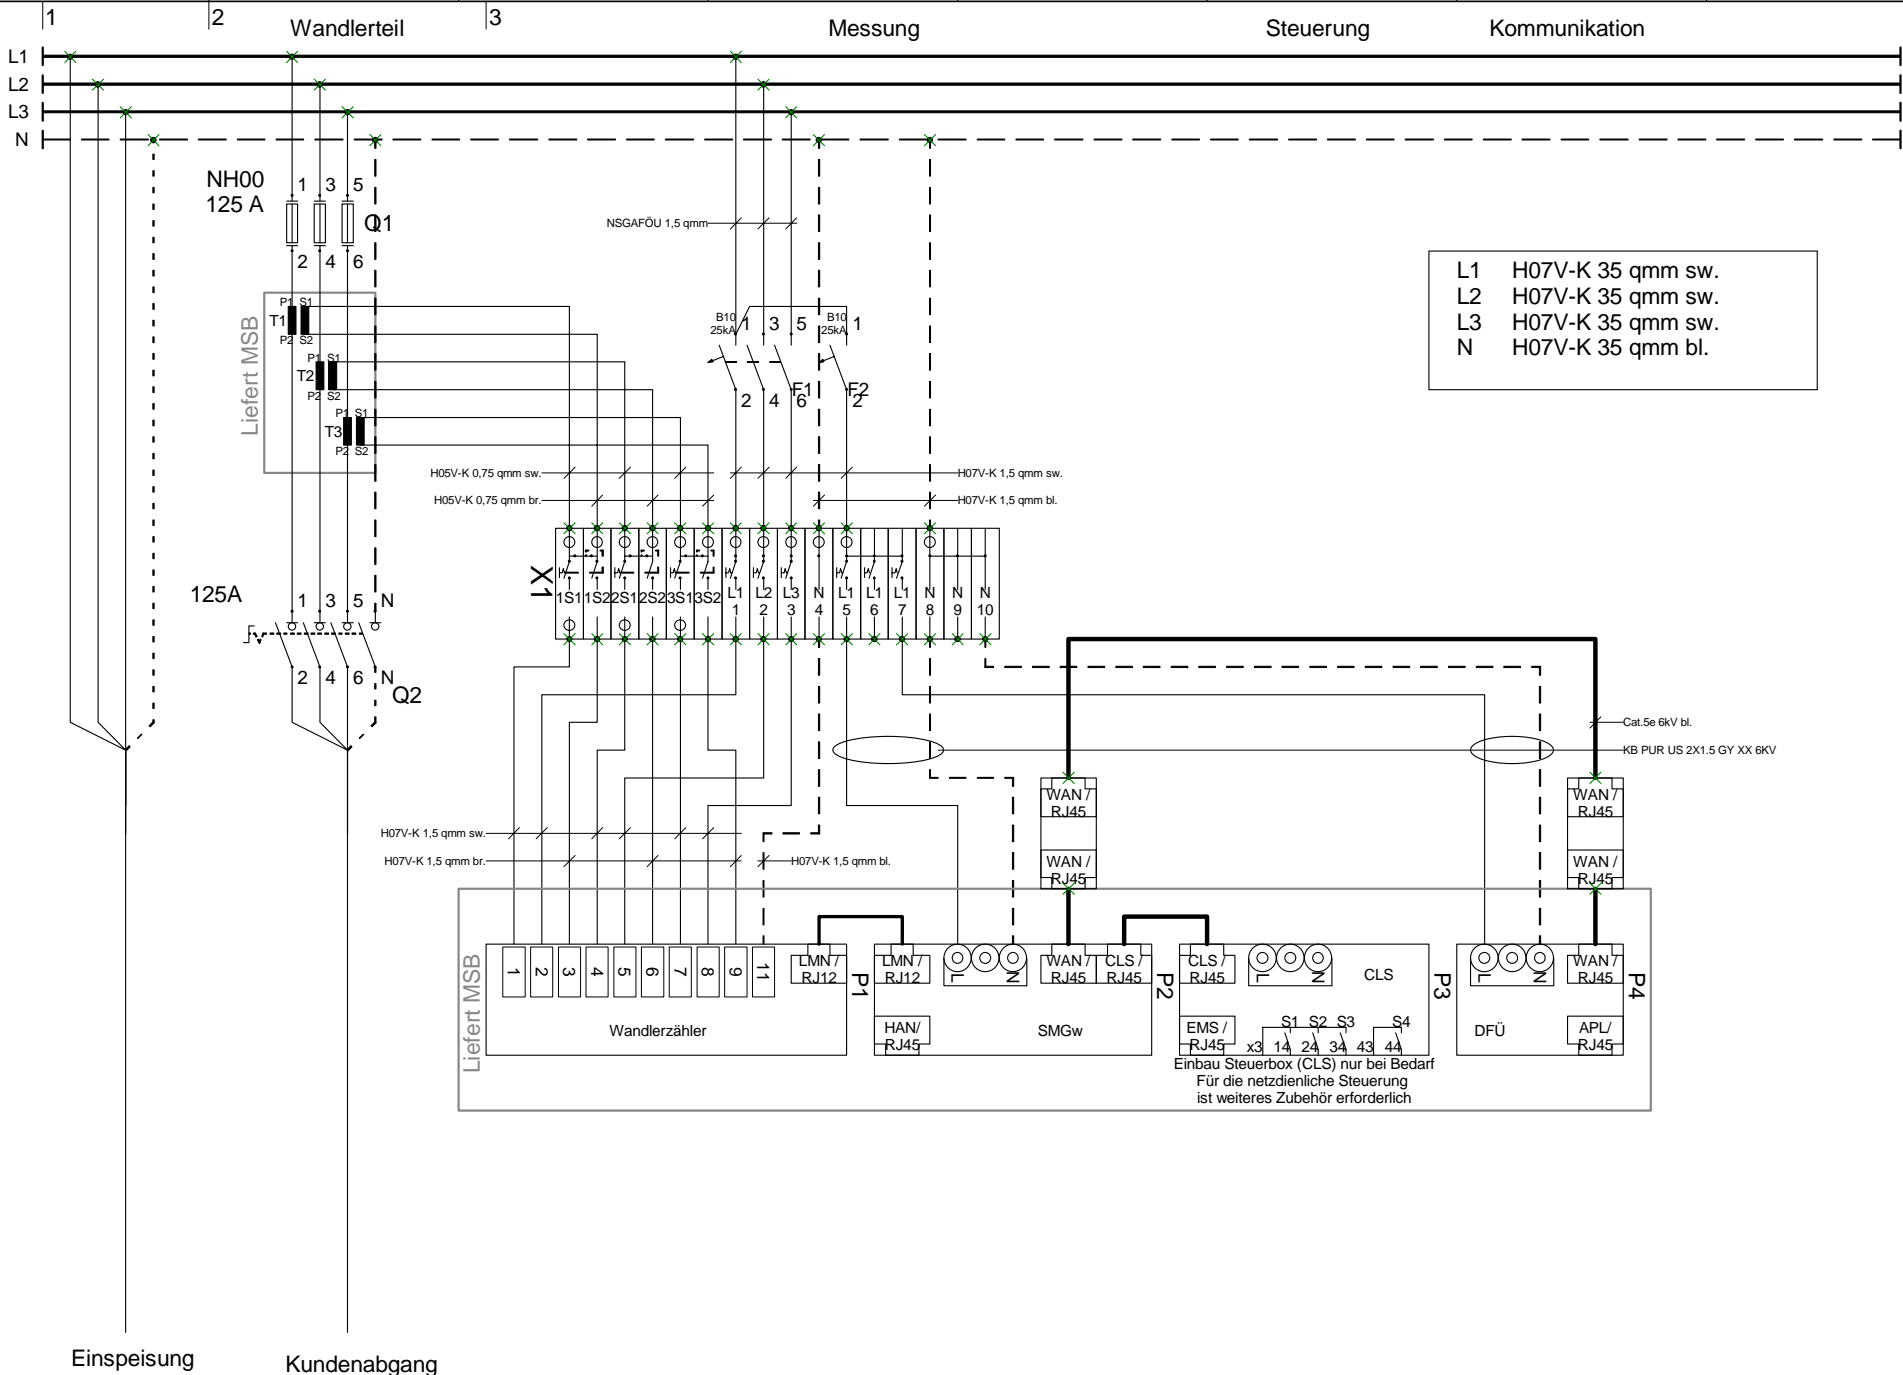 1
2
3
Wandlerteil
Messung
Steuerung
Kommunikation
L1
L2
L3
N
NH00
125 A
1 3 5
Q1
2 4 6
NSGAFÖU 1,5 qmm
L1 H07V-K 35 qmm sw.
L2 H07V-K 35 qmm sw.
L3 H07V-K 35 qmm sw.
N H07V-K 35 qmm bl.
Liefert MSB
P1 S1
T1
P2 S2
P1 S1
T2
P2 S2
P1 S1
T3
P2 S2
B10
25kA
1 3 5
F1
2 4 6
B10
25kA
1
F2
2
H05V-K 0,75 qmm sw.
H07V-K 1,5 qmm sw.
H05V-K 0,75 qmm br.
H07V-K 1,5 qmm bl.
X1
1S1 1S2 2S1 2S2 3S1 3S2 L1 L2 L3 N L1 L1 L1 N N N
1 2 3 4 5 6 7 8 9 10
125A
1 3 5 N
2 4 6 N
Q2
Cat.5e 6kV bl.
KB PUR US 2X1.5 GY XX 6KV
WAN /
RJ45
WAN /
RJ45
WAN /
RJ45
WAN /
RJ45
H07V-K 1,5 qmm sw.
H07V-K 1,5 qmm br.
H07V-K 1,5 qmm bl.
Liefert MSB
1 2 3 4 5 6 7 8 9 11
LMN /
RJ12
P1
Wandlerzähler
LMN /
RJ12
L N
WAN /
RJ45
CLS /
RJ45
P2
HAN/
RJ45
SMGw
CLS /
RJ45
L N
CLS
P3
EMS /
RJ45
S1 S2 S3 S4
x3 14 24 34 43 44
Einbau Steuerbox (CLS) nur bei Bedarf
Für die netzdienliche Steuerung
ist weiteres Zubehör erforderlich
L N
WAN /
RJ45
P4
DFÜ
APL/
RJ45
Einspeisung
Kundenabgang